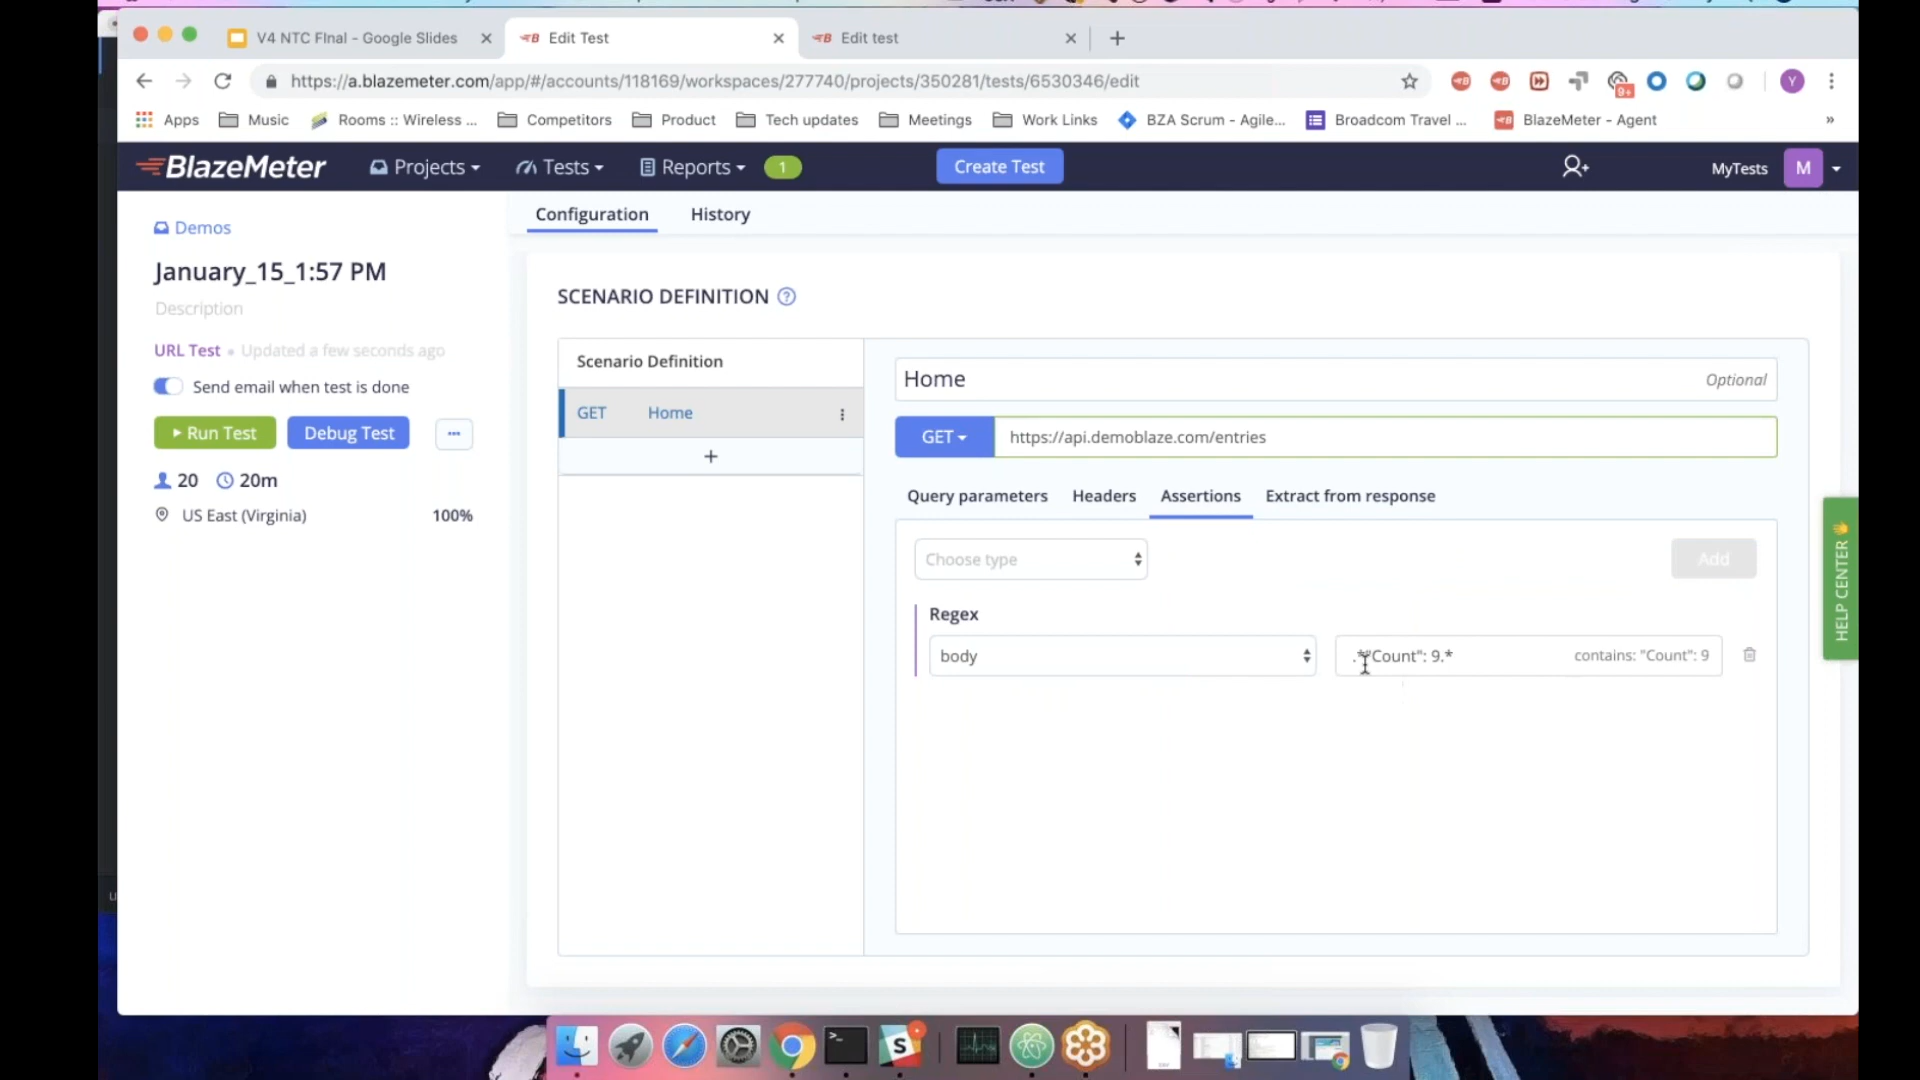 V4 NTC FInal - Google Slides
Edit Test
Edit test
https://a.blazemeter.com/app/#/accounts/118169/workspaces/277740/projects/350281/tests/6530346/edit
9+
Y
Apps
Music
Rooms :: Wireless ...
Competitors
Product
Tech updates
Meetings
Work Links
BZA Scrum - Agile...
Broadcom Travel ...
BlazeMeter - Agent
»
BlazeMeter
Projects
Tests
Reports
1
Create Test
MyTests
M
Demos
Configuration
History
January_15_1:57 PM
Description
URL Test • Updated a few seconds ago
Send email when test is done
Run Test
Debug Test
20
20m
US East (Virginia)
100%
SCENARIO DEFINITION
Scenario Definition
GET Home
+
Home
Optional
GET
https://api.demoblaze.com/entries
Query parameters
Headers
Assertions
Extract from response
Choose type
Add
Regex
body
.*"Count": 9.*
contains: "Count": 9
HELP CENTER